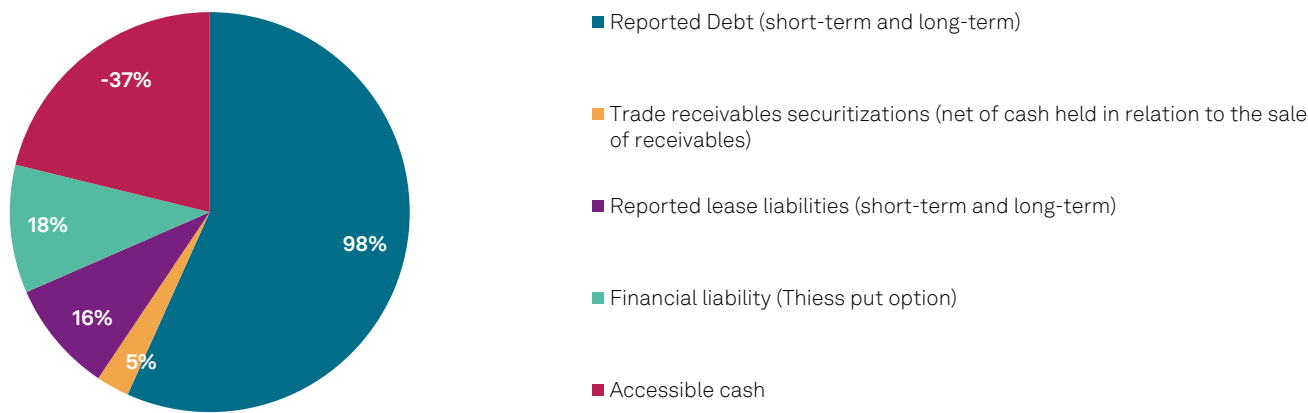 -37%
18%
16%
5%
98%
Reported Debt (short-term and long-term)
Trade receivables securitizations (net of cash held in relation to the sale
of receivables)
Reported lease liabilities (short-term and long-term)
Financial liability (Thiess put option)
Accessible cash